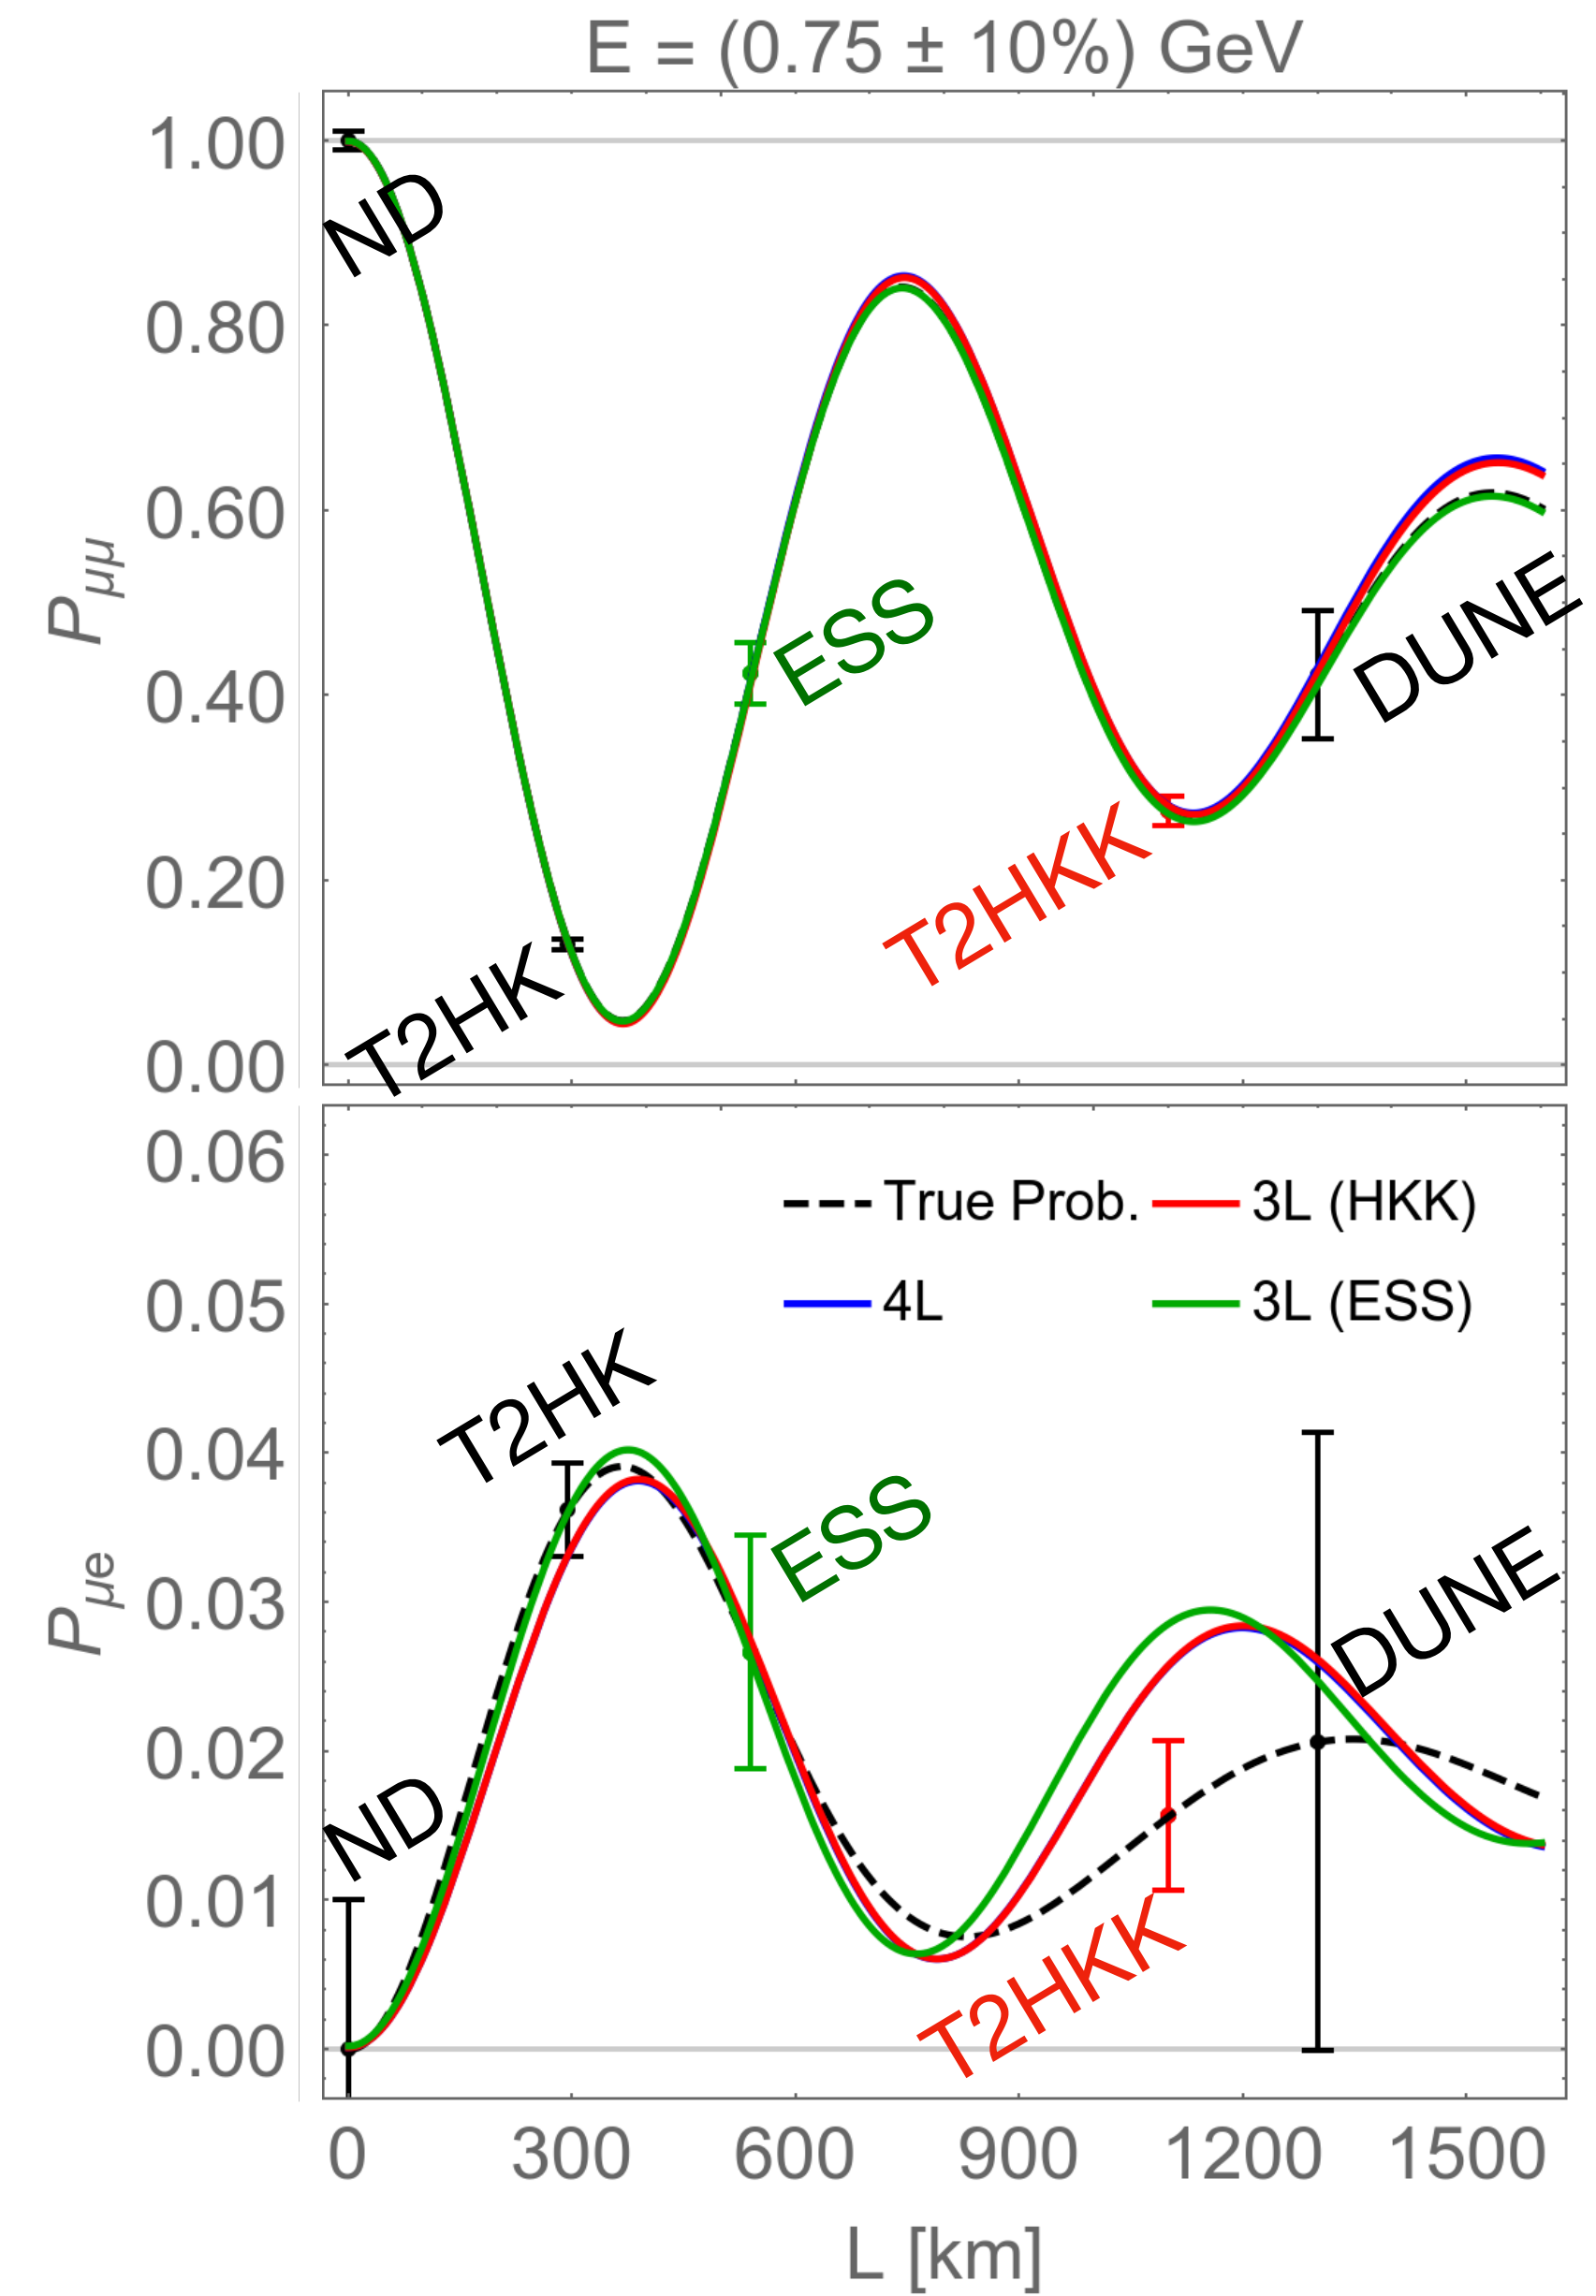 E = (0.75 ± 10%) GeV
1.00
0.80
0.60
0.40
0.20
0.00
P_μμ
ND
ESS
DUNE
T2HKK
T2HK
0.06
0.05
0.04
0.03
0.02
0.01
0.00
P_μe
True Prob. 3L (HKK)
4L 3L (ESS)
T2HK
ESS
DUNE
ND
T2HKK
0 300 600 900 1200 1500
L [km]